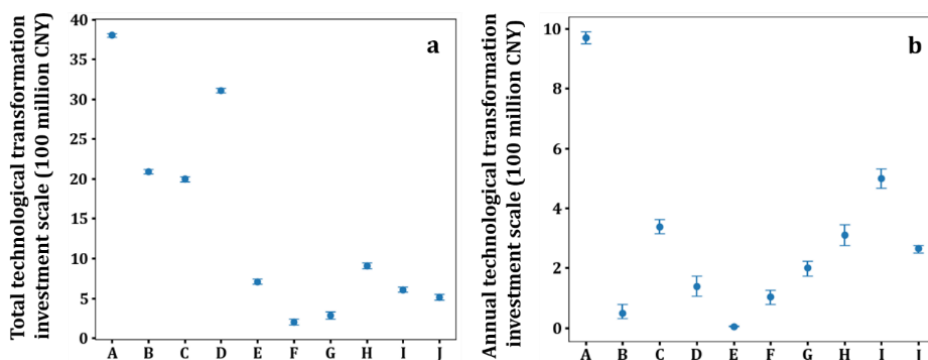 Total technological transformation
investment scale (100 million CNY)
40
35
30
25
20
15
10
5
0
a
A B C D E F G H I J
Annual technological transformation
investment scale (100 million CNY)
10
8
6
4
2
0
b
A B C D E F G H I J